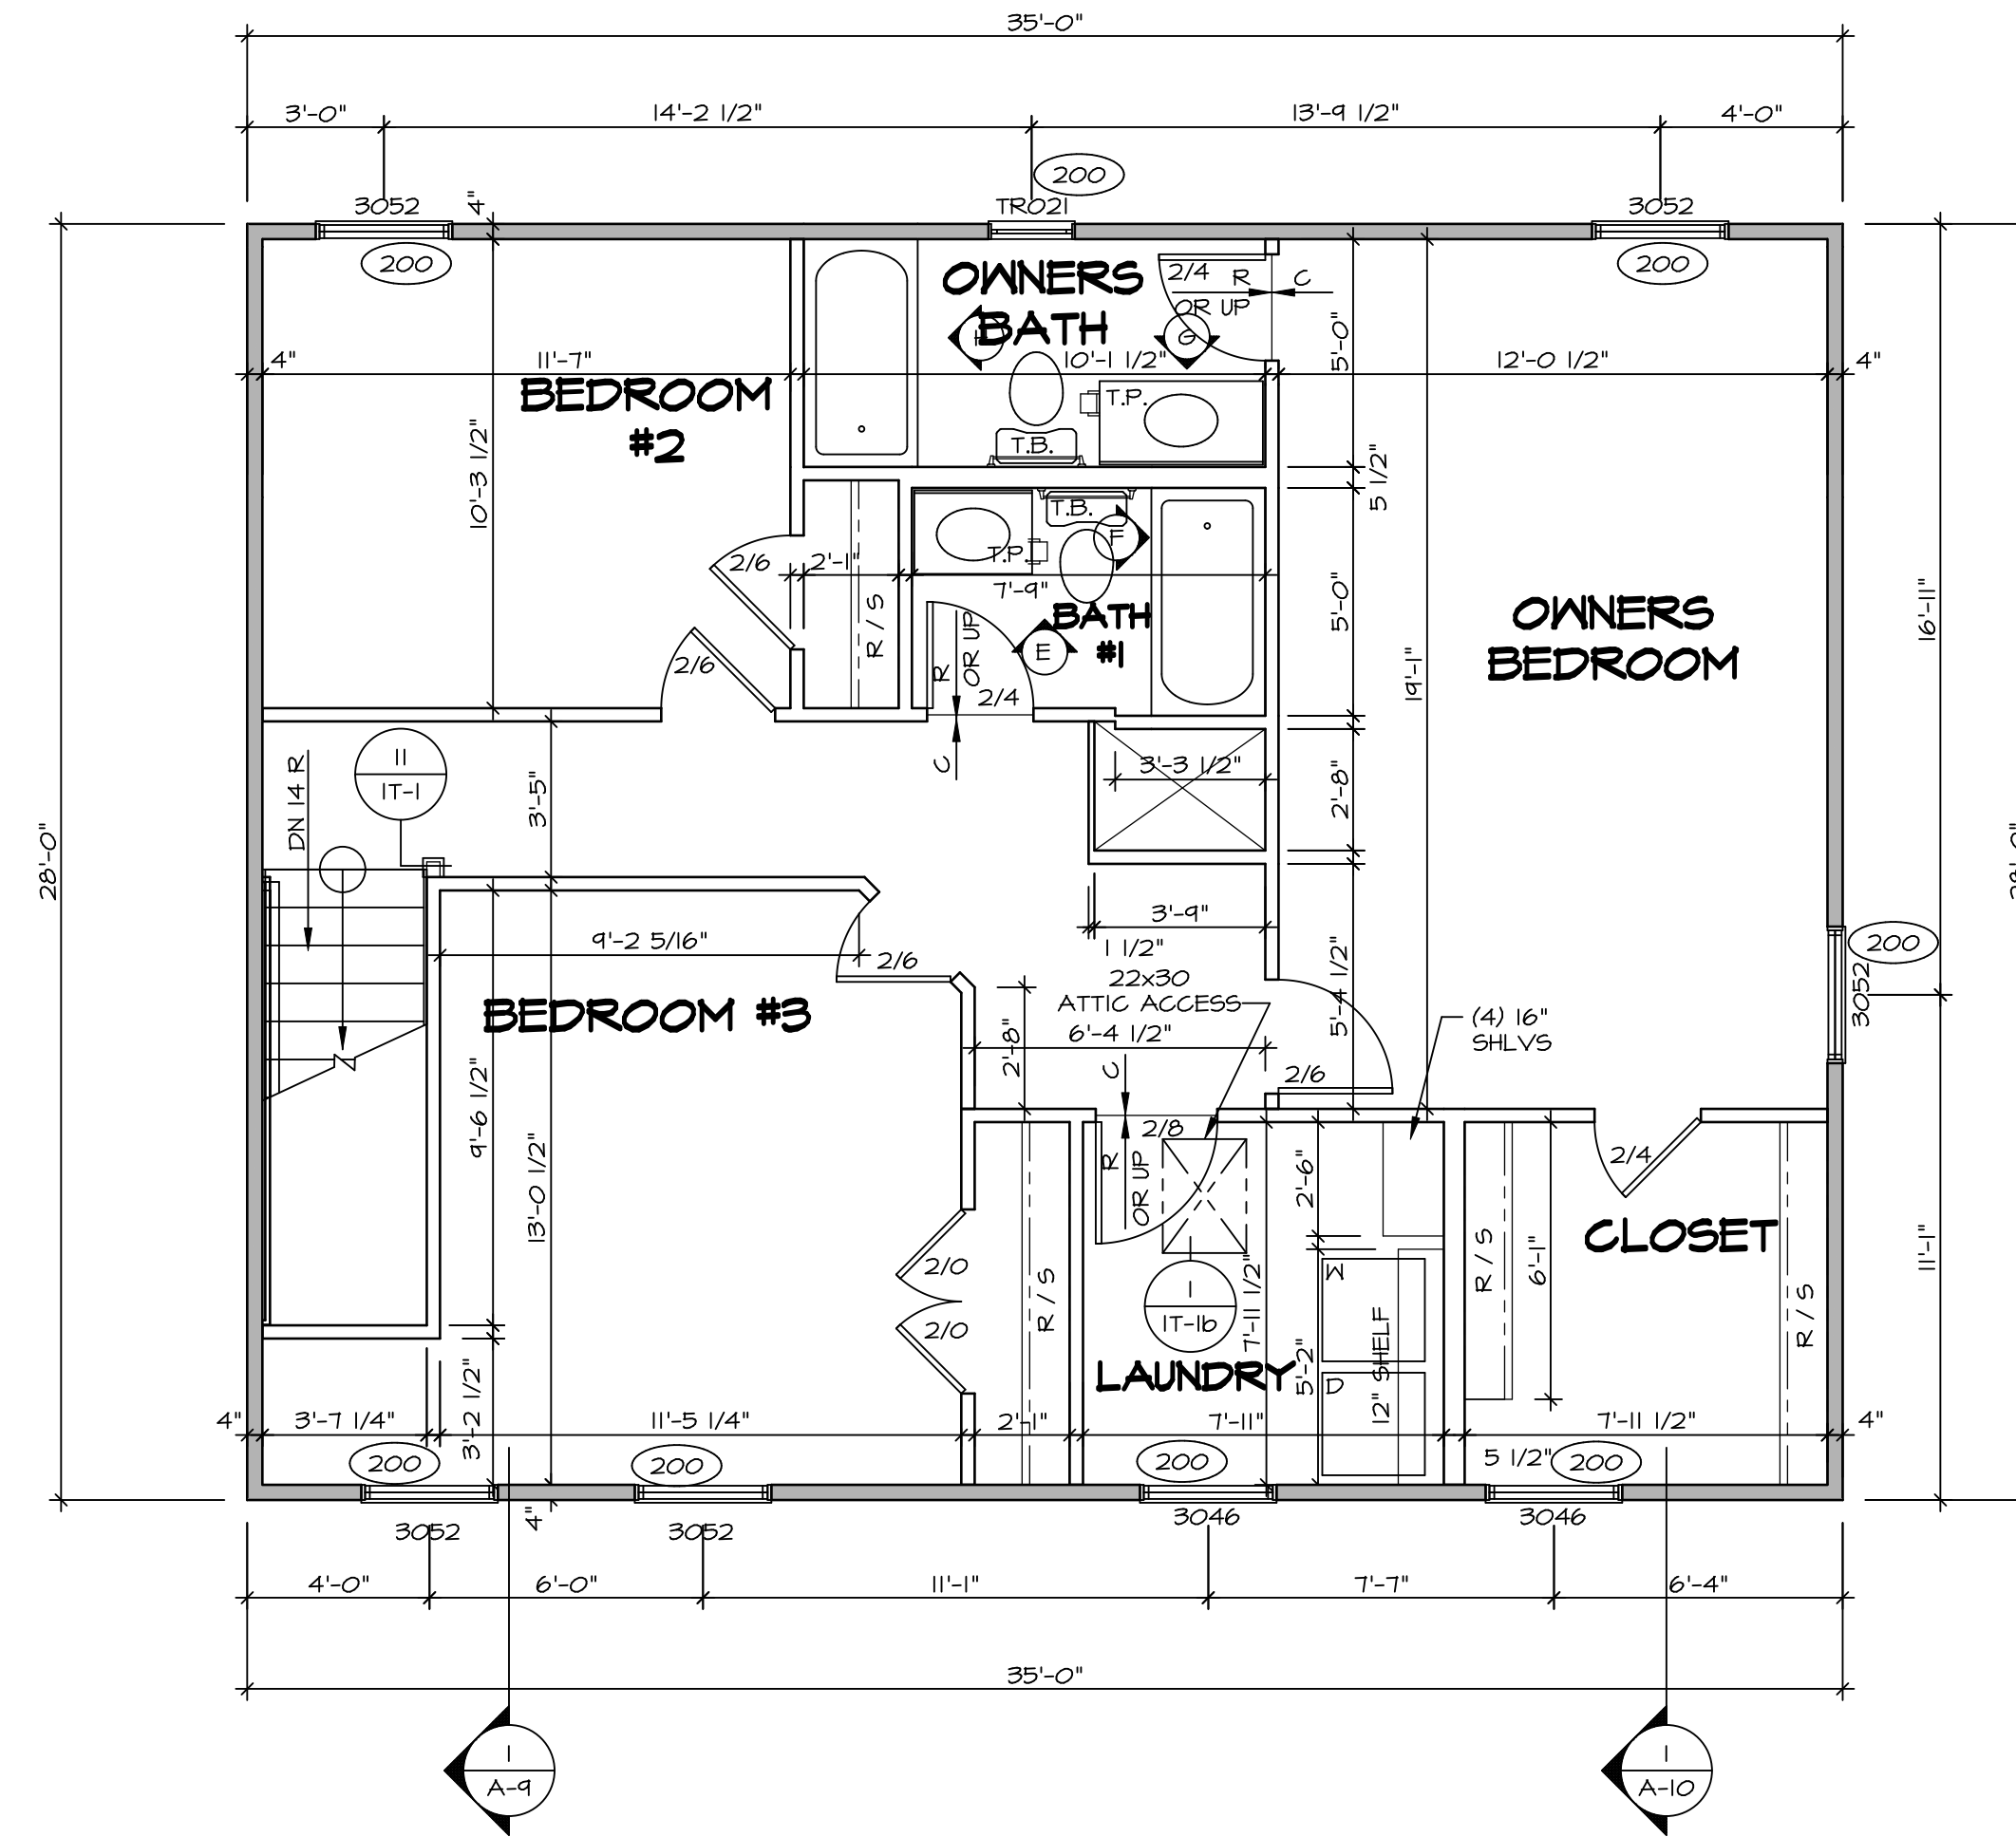 35'-0"
3'-0"
14'-2 1/2"
13'-9 1/2"
4'-0"
200
3052
4"
TR021
3052
200
200
OWNERS
BATH
2/4
R
C
OR UP
H
G
5'-0"
4"
11'-7"
10'-1 1/2"
12'-0 1/2"
4"
BEDROOM
#2
T.P.
T.B.
10'-3 1/2"
5 1/2"
T.B.
F
T.P.
2/6
2'-1"
7'-9"
R / S
BATH
#1
E
R
OR UP
2/4
C
5'-0"
OWNERS
BEDROOM
16'-11"
2/6
19'-1"
11
IT-1
DN 14 R
3'-5"
3'-3 1/2"
2'-8"
28'-0"
28'-0"
9'-2 5/16"
2/6
3'-9"
1 1/2"
22x30
ATTIC ACCESS
6'-4 1/2"
5'-4 1/2"
200
3052
BEDROOM #3
2'-8"
C
(4) 16"
SHLVS
2/6
9'-6 1/2"
13'-0 1/2"
2/8
R
OR UP
2'-6"
2/4
CLOSET
R / S
6'-1"
R / S
11'-1"
2/0
2/0
R / S
1
IT-1b
7'-11 1/2"
W
D
12" SHELF
5'-2"
LAUNDRY
3'-2 1/2"
4"
3'-7 1/4"
11'-5 1/4"
2'-1"
7'-11"
7'-11 1/2"
4"
5 1/2"
200
200
200
200
3052
4"
3052
3046
3046
4'-0"
6'-0"
11'-1"
7'-7"
6'-4"
35'-0"
1
A-9
1
A-10